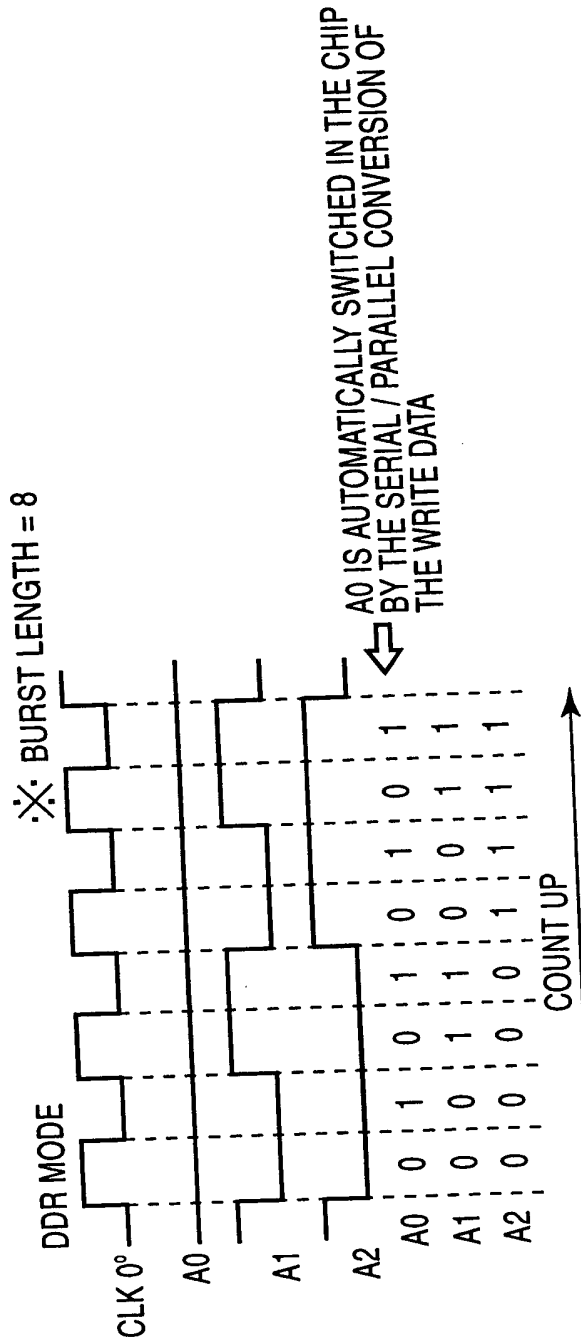 DDR MODE
※ BURST LENGTH = 8
CLK 0°
A0
A1
A2
A0 0 1 0 1 0 1 0 1
A1 0 0 1 1 0 0 1 1
A2 0 0 0 0 1 1 1 1
A0 IS AUTOMATICALLY SWITCHED IN THE CHIP
BY THE SERIAL / PARALLEL CONVERSION OF
THE WRITE DATA
COUNT UP